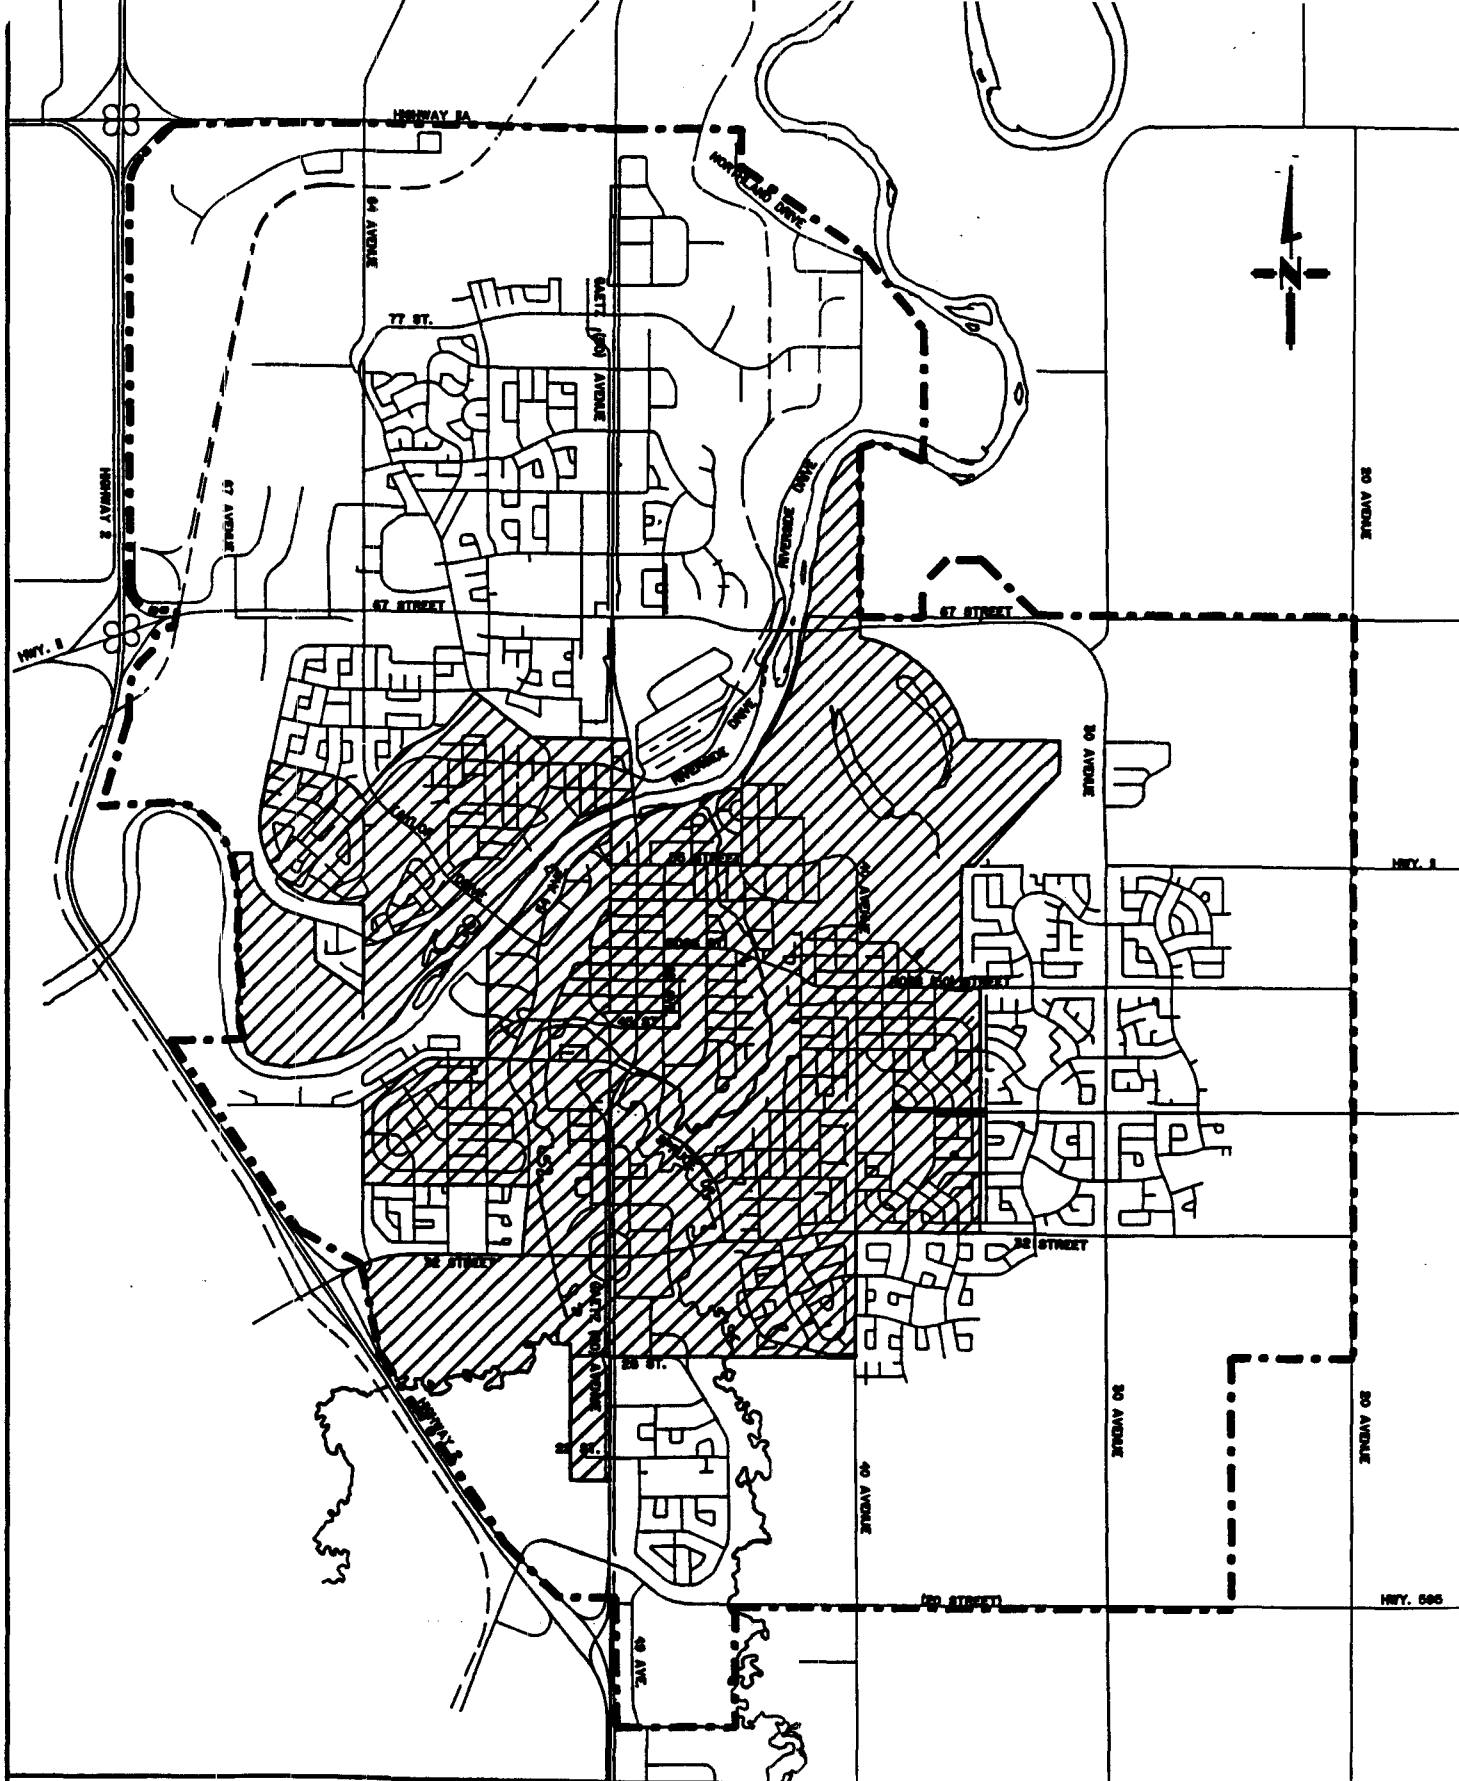 HIGHWAY 2A
NORTHLAND DRIVE
64 AVENUE
GAETZ (50) AVENUE
77 ST.
HIGHWAY 2
67 AVENUE
RIVERSIDE DRIVE
20 AVENUE
N
67 STREET
67 STREET
HWY. 11
RIVERSIDE DRIVE
30 AVENUE
TAYLOR DRIVE
55 STREET
40 AVENUE
HWY. 11
ROSS ST.
ROSS (50) STREET
32 STREET
32 STREET
GAETZ (50) AVENUE
28 ST.
HIGHWAY 2
22 ST.
30 AVENUE
20 AVENUE
40 AVENUE
(20 STREET)
HWY. 595
49 AVE.